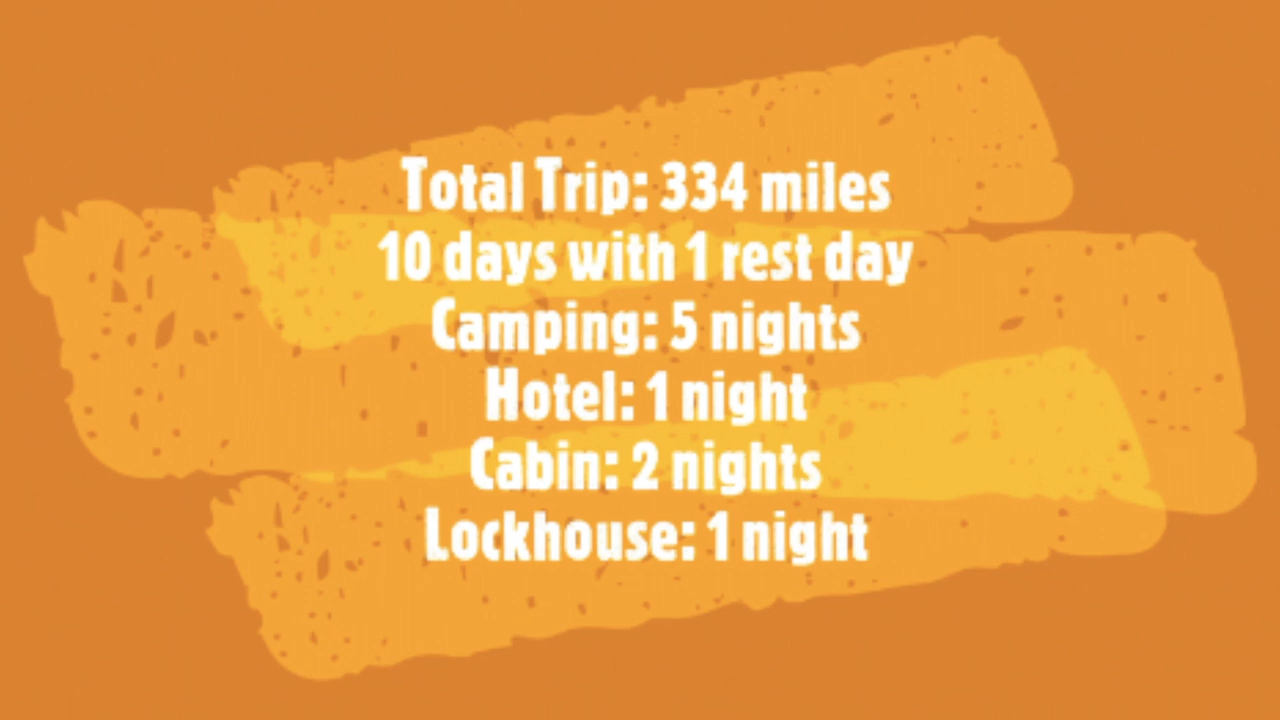 Total Trip: 334 miles
10 days with 1 rest day
Camping: 5 nights
Hotel: 1 night
Cabin: 2 nights
Lockhouse: 1 night